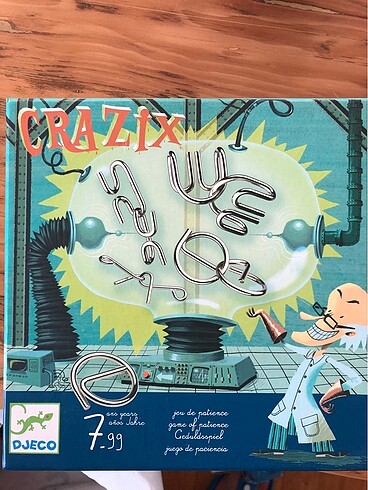 CRAZIX
ans years
años Jahre
7-99
jeu de patience
game of patience
Geduldsspiel
juego de paciencia
DJECO